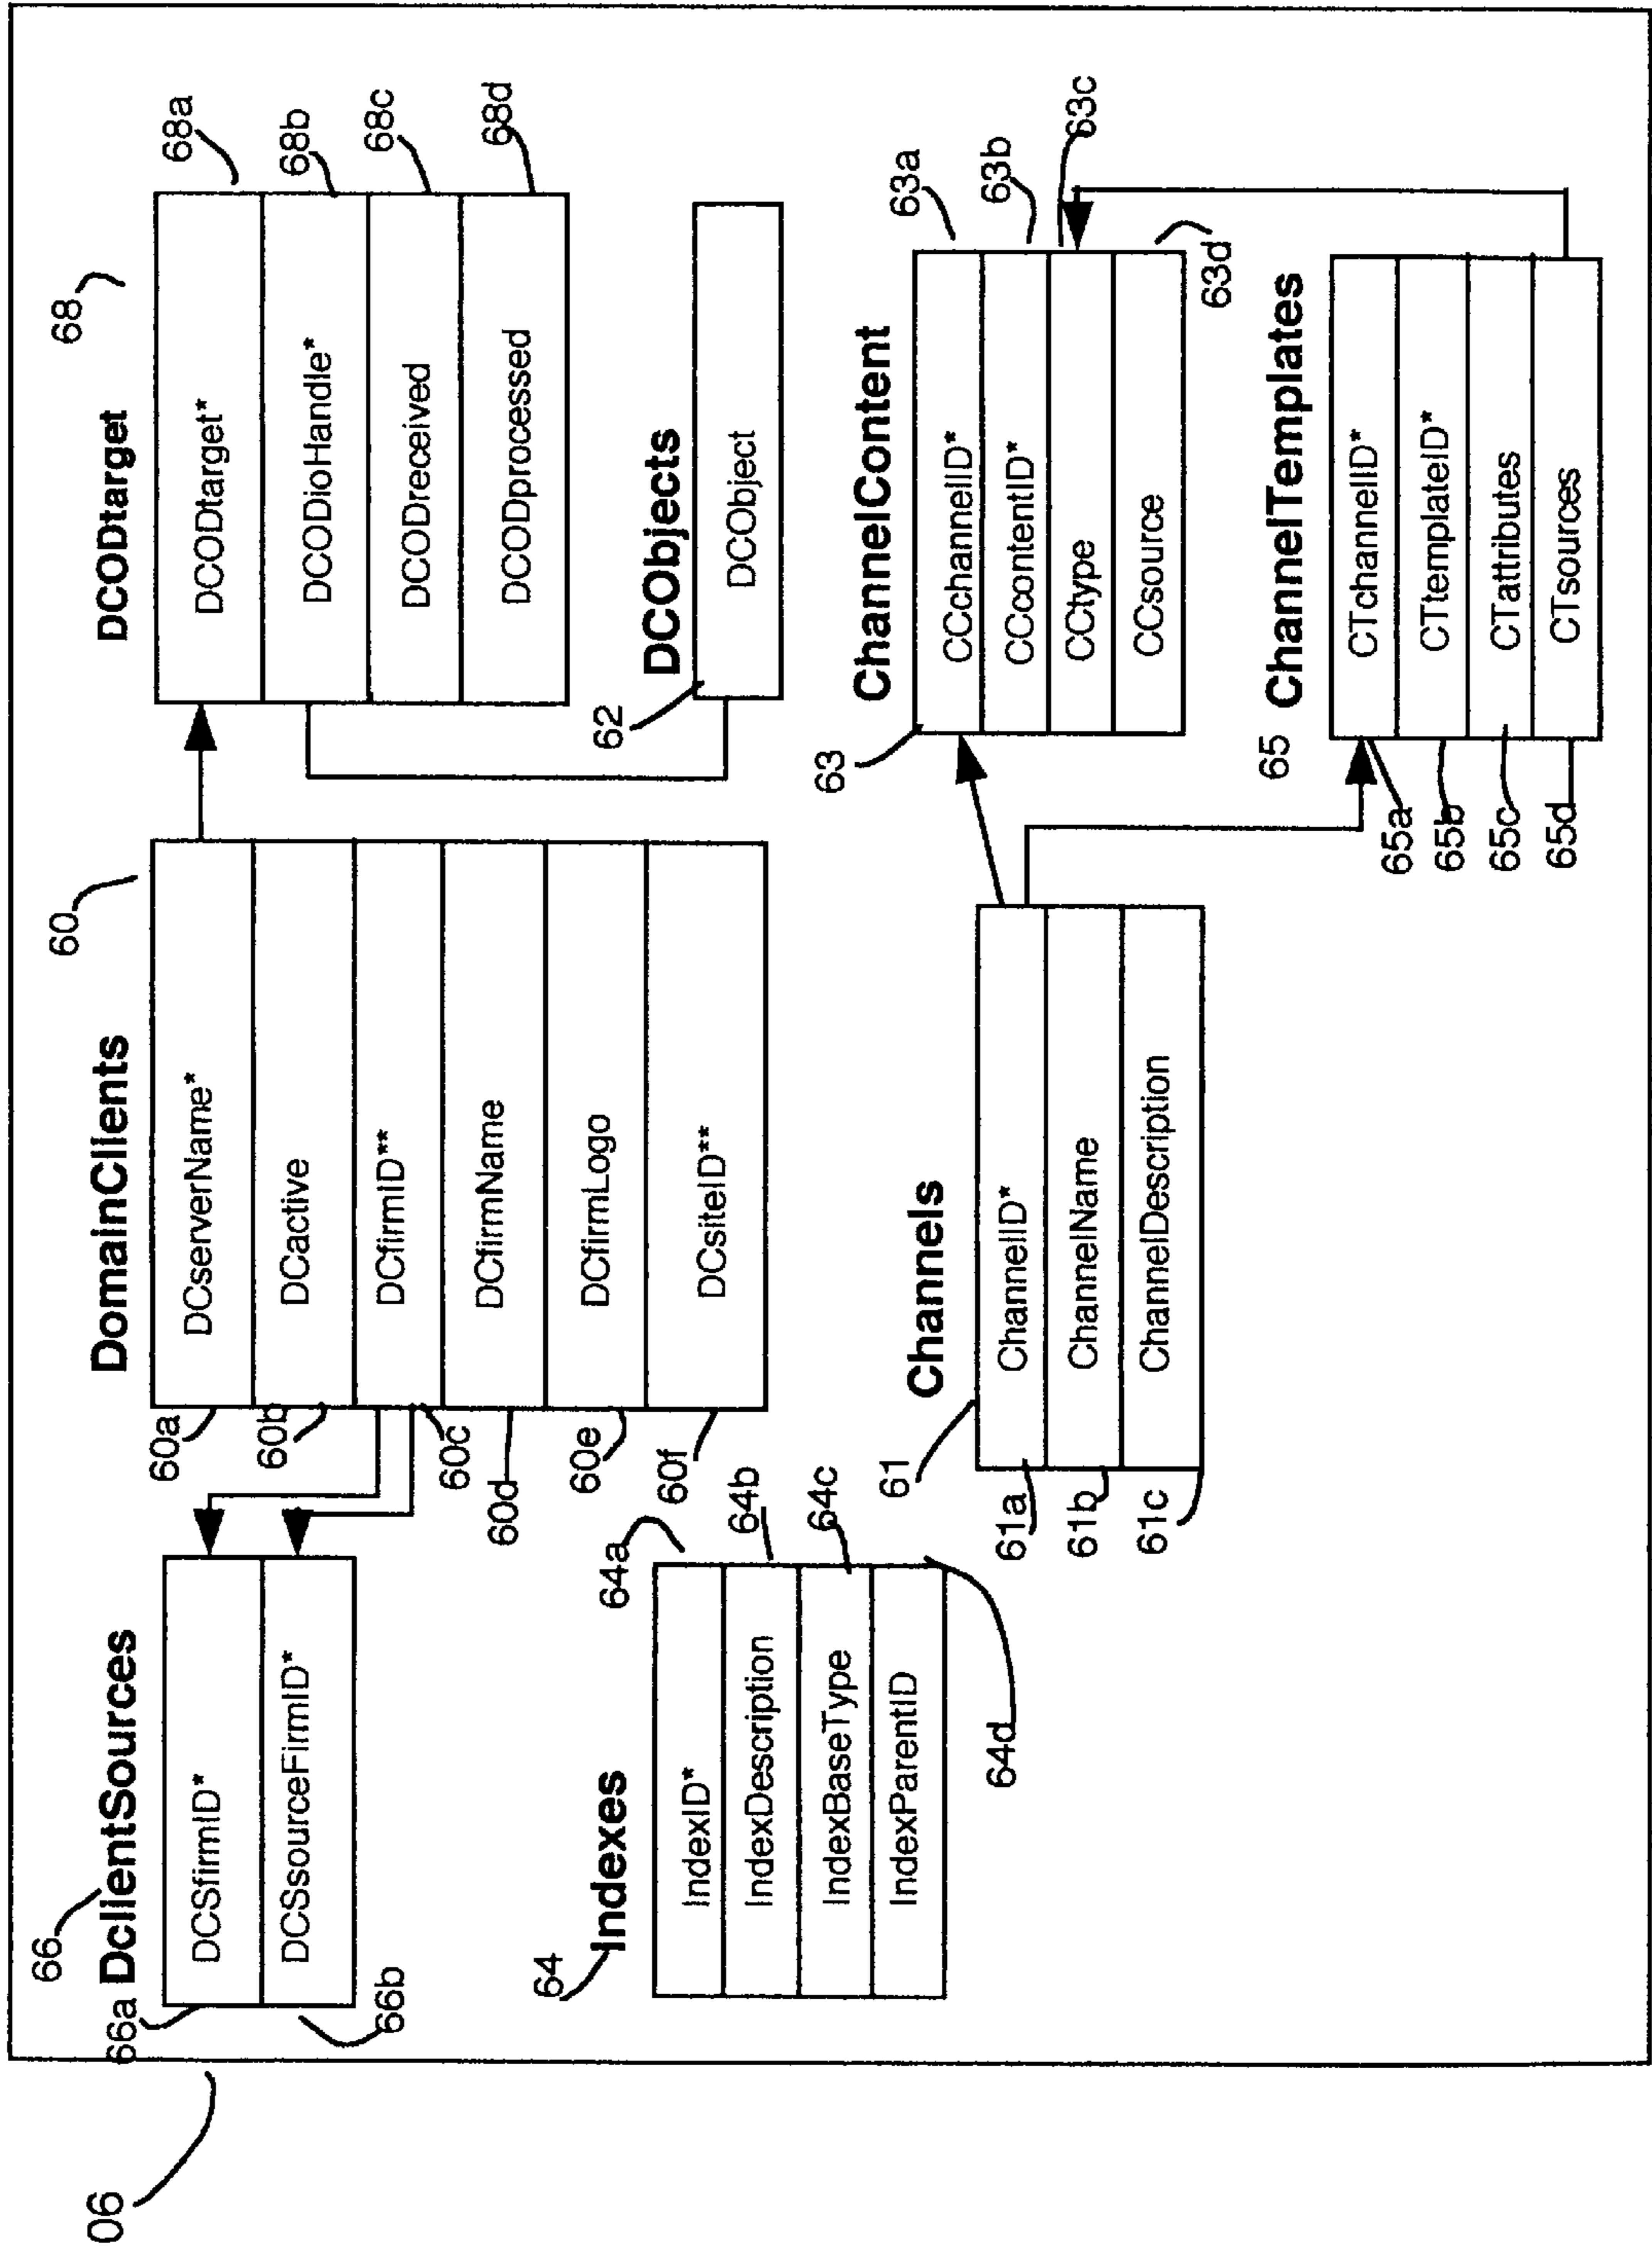 06
66
66a
DclientSources
DCSfirmID*
DCSsourceFirmID*
66b
DomainClients
60
60a
DCserverName*
60b
DCactive
60c
DCfirmID**
60d
DCfirmName
60e
DCfirmLogo
60f
DCsiteID**
DCODtarget
68
DCODtarget*
68a
DCODioHandle*
68b
DCODreceived
68c
DCODprocessed
68d
DCObjects
62
DCObject
64
Indexes
64a
IndexID*
64b
IndexDescription
64c
IndexBaseType
IndexParentID
64d
Channels
61
61a
ChannelID*
61b
ChannelName
61c
ChannelDescription
ChannelContent
63
CCchannelID*
63a
CCcontentID*
63b
CCtype
63c
CCsource
63d
65
ChannelTemplates
CTchannelID*
65a
CTtemplateID*
65b
CTattributes
65c
CTsources
65d